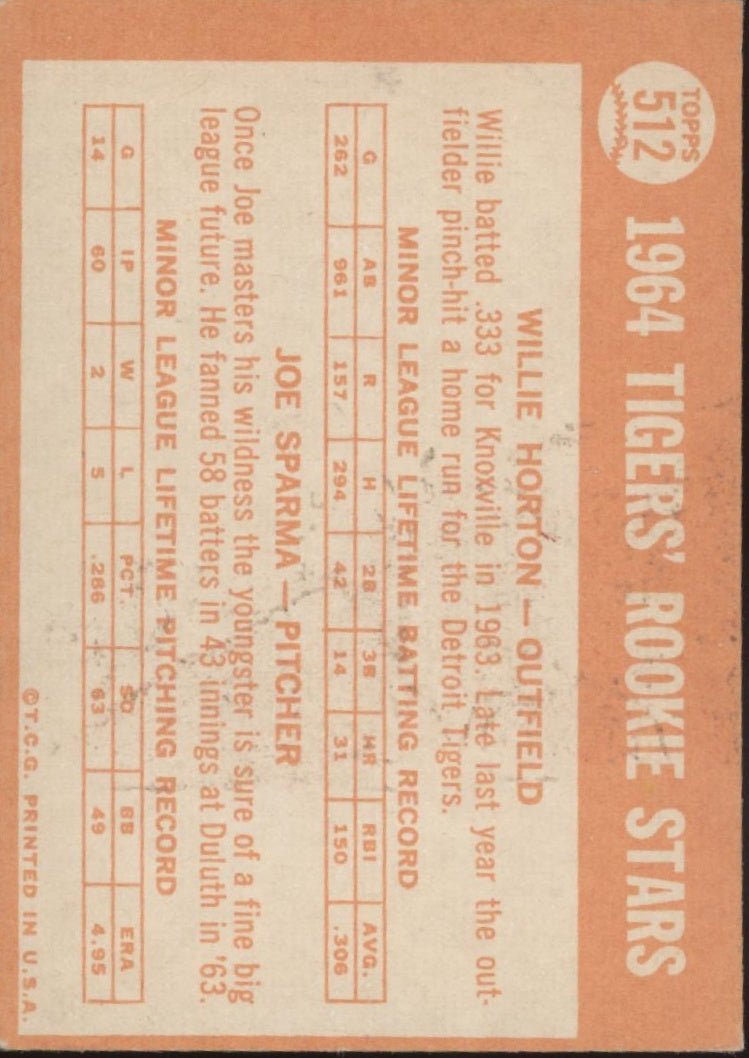 TOPPS
512
1964 TIGERS' ROOKIE STARS
WILLIE HORTON — OUTFIELD
Willie batted .333 for Knoxville in 1963. Late last year the out-
fielder pinch-hit a home run for the Detroit Tigers.
MINOR LEAGUE LIFETIME BATTING RECORD
G AB R H 2B 3B HR RBI AVG.
262 961 157 294 42 14 31 150 .306
JOE SPARMA — PITCHER
Once Joe masters his wildness the youngster is sure of a fine big
league future. He fanned 58 batters in 43 innings at Duluth in '63.
MINOR LEAGUE LIFETIME PITCHING RECORD
G IP W L PCT. SO BB ERA
14 60 2 5 .286 63 49 4.95
©T.C.G. PRINTED IN U.S.A.